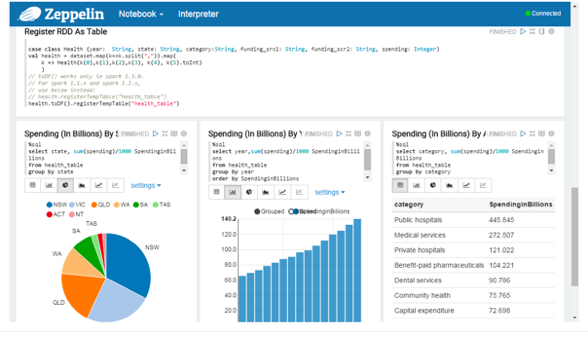 Zeppelin Notebook Interpreter Connected
Register RDD As Table FINISHED
case class Health (year: String, state: String, category:String, funding_src1: String, funding_scr2: String, spending: Integer)
val health = dataset.map(k=>k.split(",")).map(
k => Health(k(0),k(1),k(2),k(3), k(4), k(5).toInt)
)
// toDF() works only in spark 1.3.0.
// For spark 1.1.x and spark 1.2.x,
// use below instead:
// health.registerTempTable("health_table")
health.toDF().registerTempTable("health_table")
Spending (In Billions) By S FINISHED
%sql
select state, sum(spending)/1000 SpendinginBil
lions
from health_table
group by state
settings
NSW VIC QLD WA SA TAS
ACT NT
TAS
SA
WA
QLD
NSW
Spending (In Billions) By Y FINISHED
%sql
select year,sum(spending)/1000 SpendinginBilli
ons
from health_table
group by year
order by SpendinginBillions
settings
Grouped SpendinginBillions
140.2
120.0
100.0
80.0
60.0
40.0
20.0
Spending (In Billions) By FINISHED
%sql
select category, sum(spending)/1000 Spendingin
Billions
from health_table
group by category
settings
category SpendinginBillions
Public hospitals 445.845
Medical services 272.507
Private hospitals 121.022
Benefit-paid pharmaceuticals 104.221
Dental services 90.786
Community health 75.765
Capital expenditure 72.698